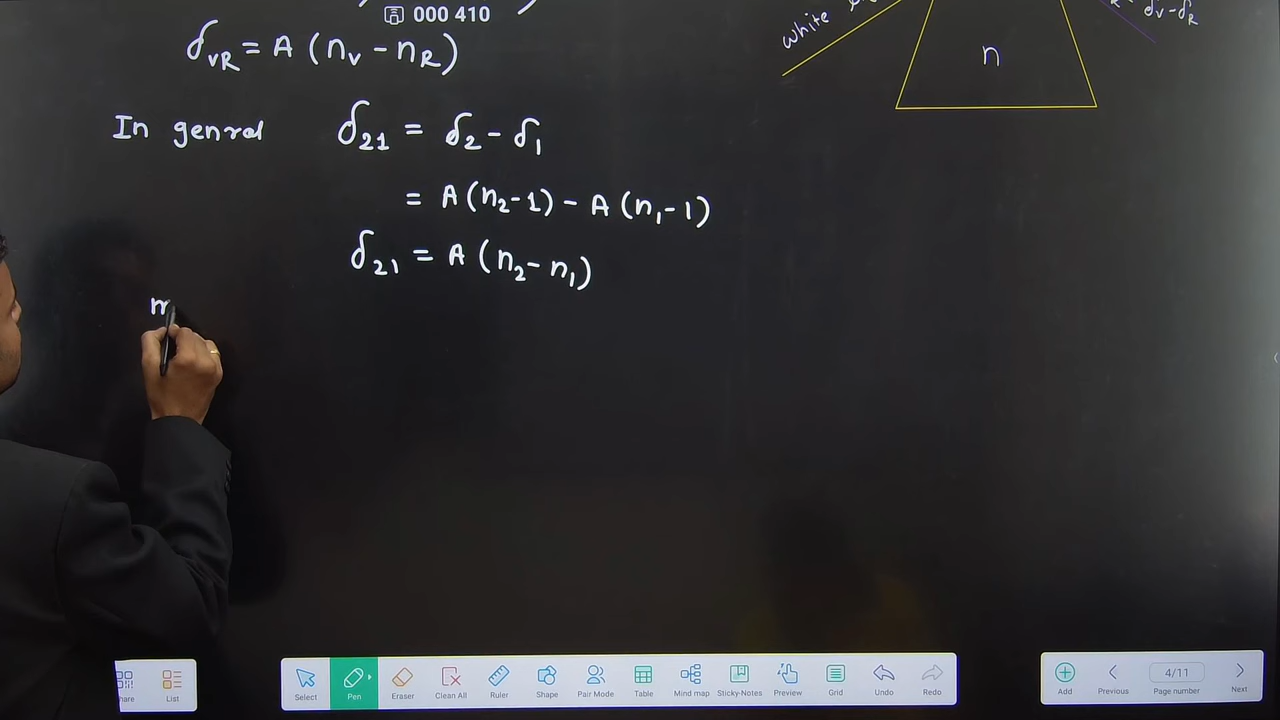 000 410
δVR = A (nV - nR)
white
δV-δR
n
In genral δ21 = δ2 - δ1
= A(n2-1) - A(n1-1)
δ21 = A (n2 - n1)
Select Pen Eraser Clean All Ruler Shape Pair Mode Table Mind map Sticky-Notes Preview Grid Undo Redo
hare List
Add Previous 4/11 Page number Next